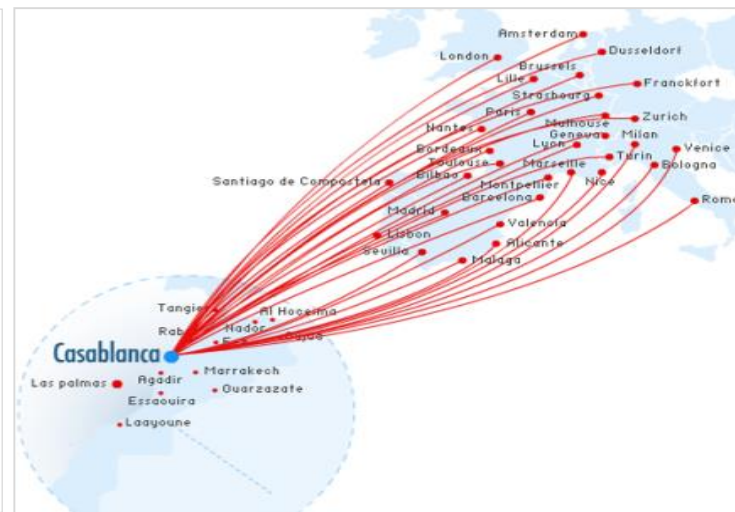 Amsterdam
London
Dusseldorf
Brussels
Lille
Franckfort
Strasbourg
Paris
Zurich
Mulhouse
Nantes
Geneva
Milan
Lyon
Venice
Bordeaux
Turin
Toulouse
Marseille
Bologna
Bilbao
Santiago de Compostela
Montpellier
Nice
Barcelona
Rome
Madrid
Valencia
Lisbon
Alicante
Sevilla
Malaga
Tangier
Al Hoceima
Nador
Casablanca
Marrakech
Agadir
Las palmas
Ouarzazate
Essaouira
Laayoune